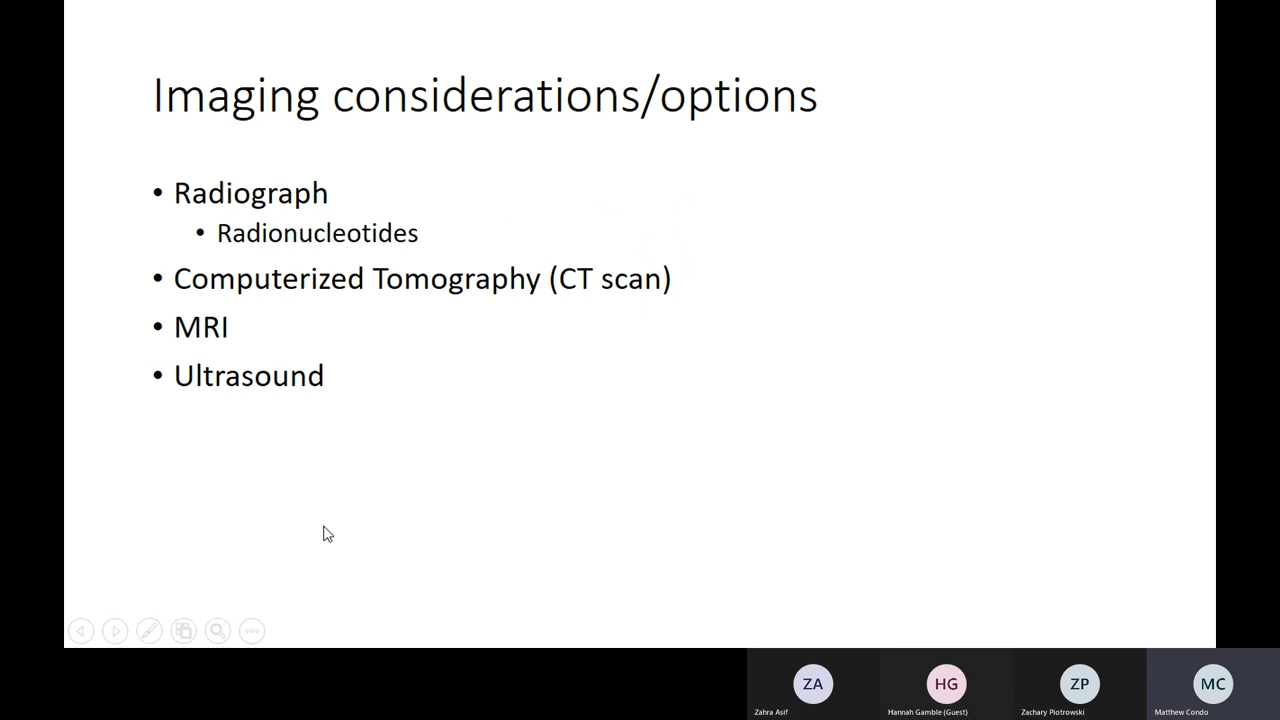 Imaging considerations/options
• Radiograph
• Radionucleotides
• Computerized Tomography (CT scan)
• MRI
• Ultrasound
ZA
HG
ZP
MC
Zahra Asif
Hannah Gamble (Guest)
Zachary Piotrowski
Matthew Condo